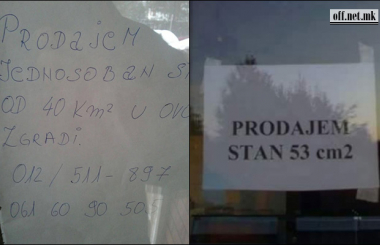 PRODAJEM
JEDNOSOBAN
OD 40 Km² U
ZGRADI.
012/511-897
061 60 90 50
off.net.mk
PRODAJEM
STAN 53 cm2